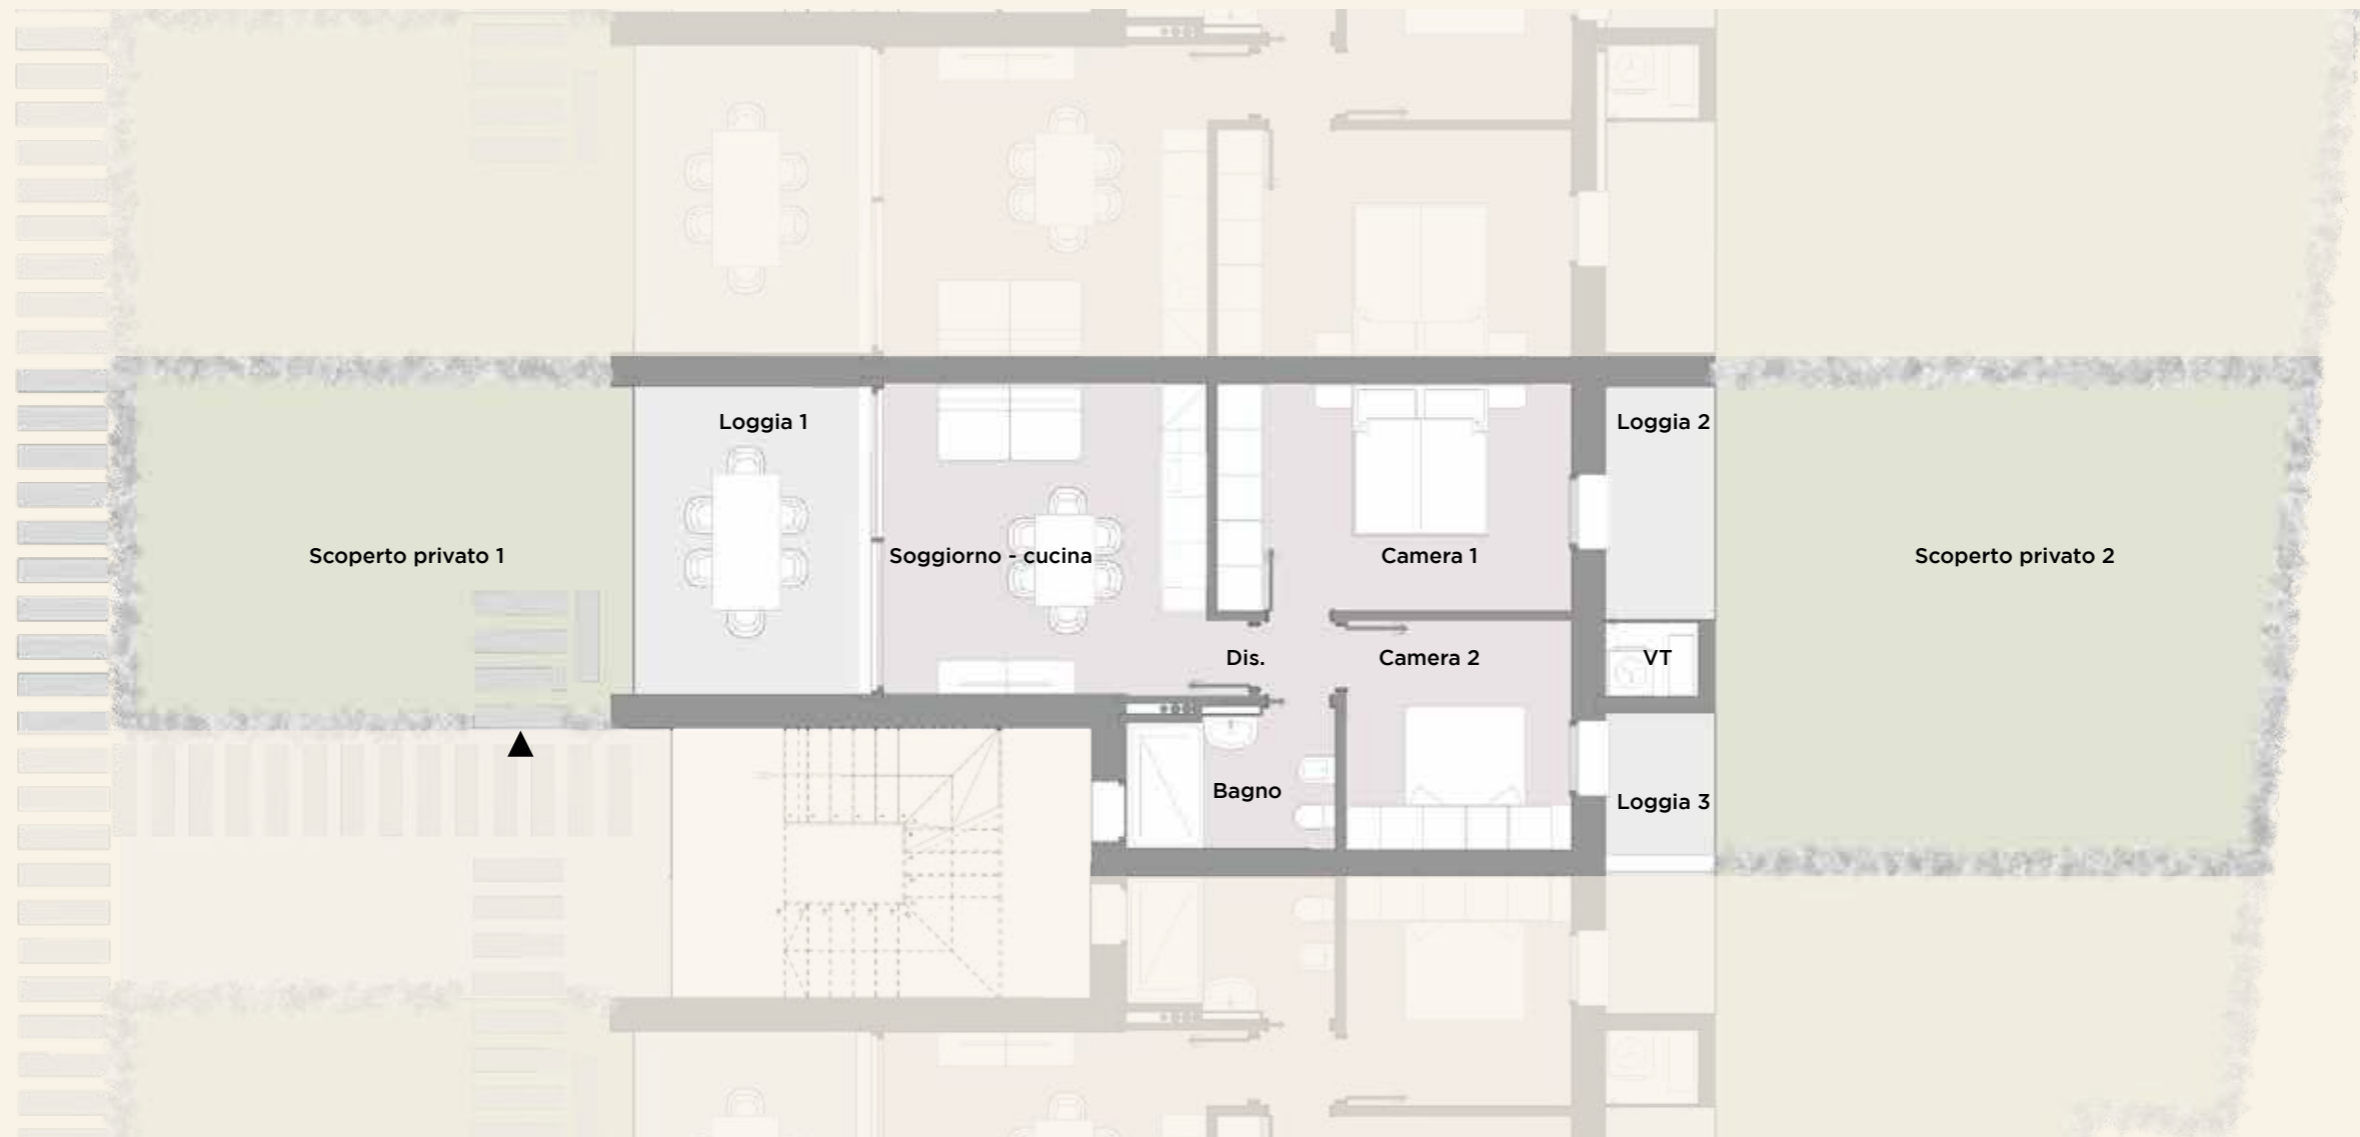 Loggia 1
Loggia 2
Scoperto privato 1
Soggiorno - cucina
Camera 1
Scoperto privato 2
Dis.
Camera 2
VT
Bagno
Loggia 3